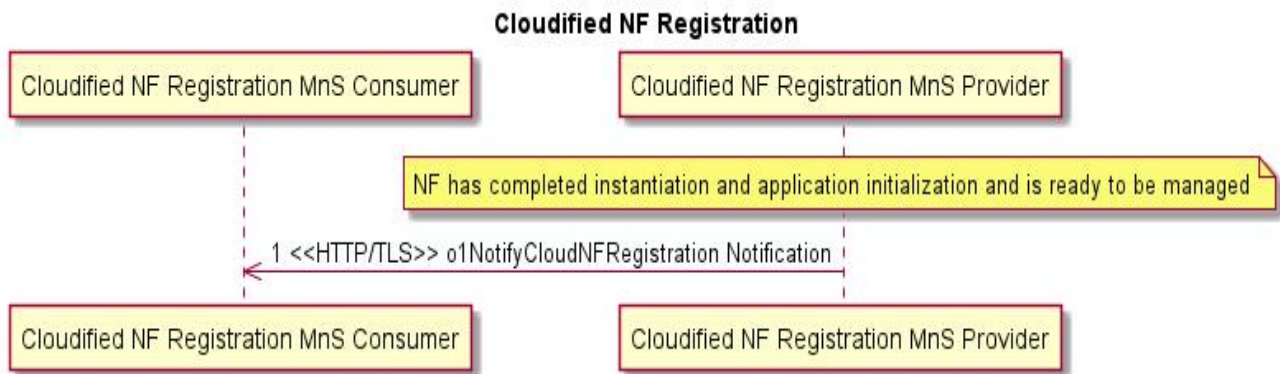 Cloudified NF Registration
Cloudified NF Registration MnS Consumer
Cloudified NF Registration MnS Provider
NF has completed instantiation and application initialization and is ready to be managed
1 <<HTTP/TLS>> o1NotifyCloudNFRegistration Notification
Cloudified NF Registration MnS Consumer
Cloudified NF Registration MnS Provider